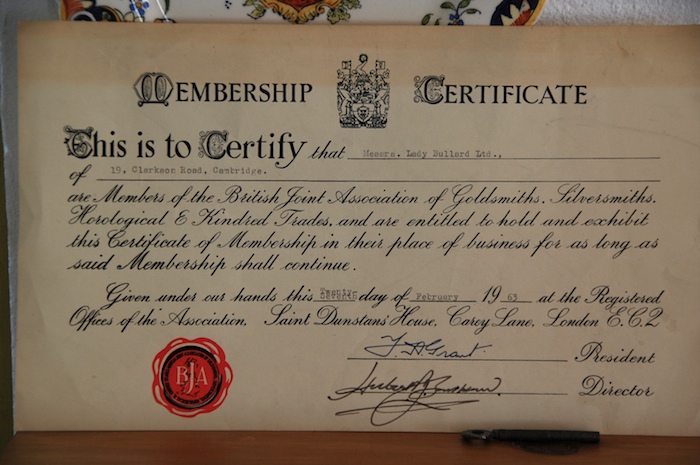 MEMBERSHIP CERTIFICATE
This is to Certify that Messrs. Lady Bullard Ltd.,
of 19, Clarkson Road, Cambridge.
are Members of the British Joint Association of Goldsmiths, Silversmiths,
Horological & Kindred Trades, and are entitled to hold and exhibit
this Certificate of Membership in their place of business for as long as
said Membership shall continue.
Given under our hands this day of February 1963 at the Registered
Offices of the Association, Saint Dunstans' House, Carey Lane, London E.C.2
President
Director
BJA